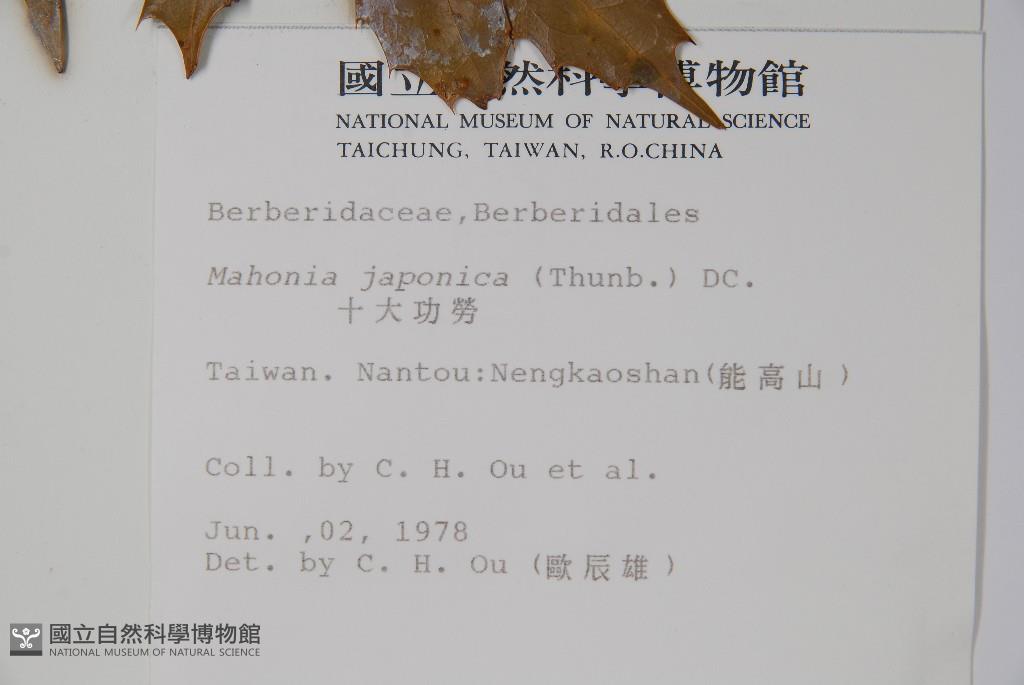 國立自然科學博物館
NATIONAL MUSEUM OF NATURAL SCIENCE
TAICHUNG, TAIWAN, R.O.CHINA
Berberidaceae,Berberidales
Mahonia japonica (Thunb.) DC.
十大功勞
Taiwan. Nantou:Nengkaoshan(能高山)
Coll. by C. H. Ou et al.
Jun. ,02, 1978
Det. by C. H. Ou (歐辰雄)
國立自然科學博物館
NATIONAL MUSEUM OF NATURAL SCIENCE